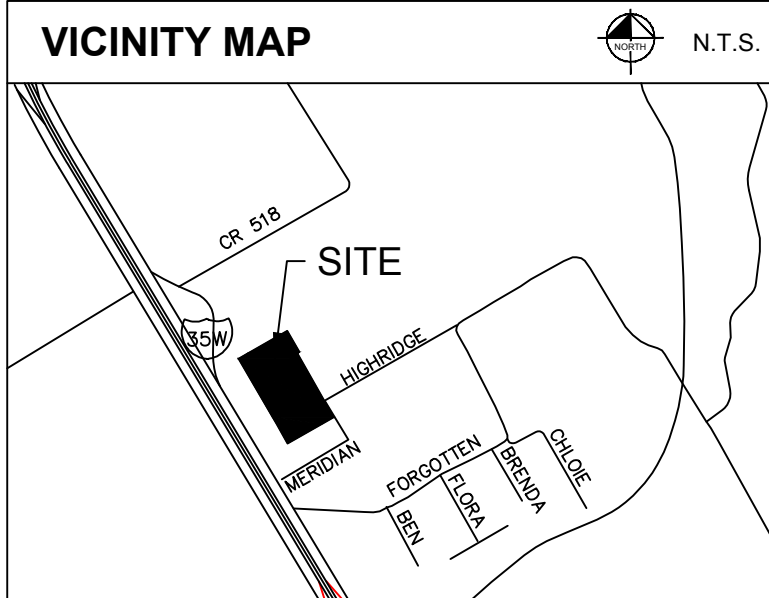 VICINITY MAP
NORTH
N.T.S.
CR 518
SITE
35W
HIGHRIDGE
MERIDIAN
FORGOTTEN
BEN
FLORA
BRENDA
CHLOIE